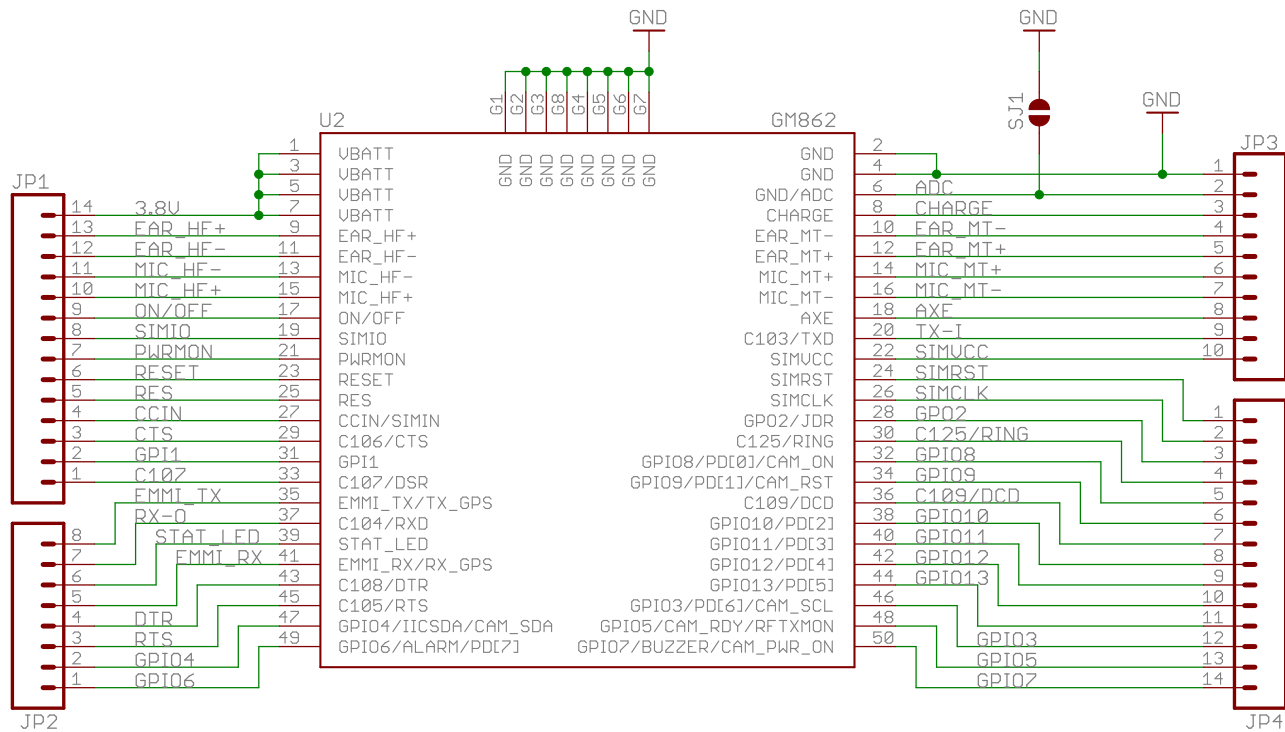 GND
GND
GND
G1 G2 G3 G8 G4 G5 G6 G7
SJ1
U2 GM862
GND GND GND GND GND GND GND GND
JP1
JP3
1 VBATT GND 2
3 VBATT GND 4 1
5 VBATT GND/ADC 6 ADC 2
14 3.8V 7 VBATT CHARGE 8 CHARGE 3
13 EAR_HF+ 9 EAR_HF+ EAR_MT- 10 EAR_MT- 4
12 EAR_HF- 11 EAR_HF- EAR_MT+ 12 EAR_MT+ 5
11 MIC_HF- 13 MIC_HF- MIC_MT+ 14 MIC_MT+ 6
10 MIC_HF+ 15 MIC_HF+ MIC_MT- 16 MIC_MT- 7
9 ON/OFF 17 ON/OFF AXE 18 AXE 8
8 SIMIO 19 SIMIO C103/TXD 20 TX-I 9
7 PWRMON 21 PWRMON SIMVCC 22 SIMVCC 10
6 RESET 23 RESET SIMRST 24 SIMRST
5 RES 25 RES SIMCLK 26 SIMCLK
4 CCIN 27 CCIN/SIMIN GPO2/JDR 28 GPO2 1
3 CTS 29 C106/CTS C125/RING 30 C125/RING 2
2 GPI1 31 GPI1 GPIO8/PD[0]/CAM_ON 32 GPIO8 3
1 C107 33 C107/DSR GPIO9/PD[1]/CAM_RST 34 GPIO9 4
EMMI_TX 35 EMMI_TX/TX_GPS C109/DCD 36 C109/DCD 5
RX-O 37 C104/RXD GPIO10/PD[2] 38 GPIO10 6
8 STAT_LED 39 STAT_LED GPIO11/PD[3] 40 GPIO11 7
7 EMMI_RX 41 EMMI_RX/RX_GPS GPIO12/PD[4] 42 GPIO12 8
6 43 C108/DTR GPIO13/PD[5] 44 GPIO13 9
5 45 C105/RTS GPIO3/PD[6]/CAM_SCL 46 10
4 DTR 47 GPIO4/IICSDA/CAM_SDA GPIO5/CAM_RDY/RFTXMON 48 11
3 RTS 49 GPIO6/ALARM/PD[7] GPIO7/BUZZER/CAM_PWR_ON 50 GPIO3 12
2 GPIO4 GPIO5 13
1 GPIO6 GPIO7 14
JP2
JP4